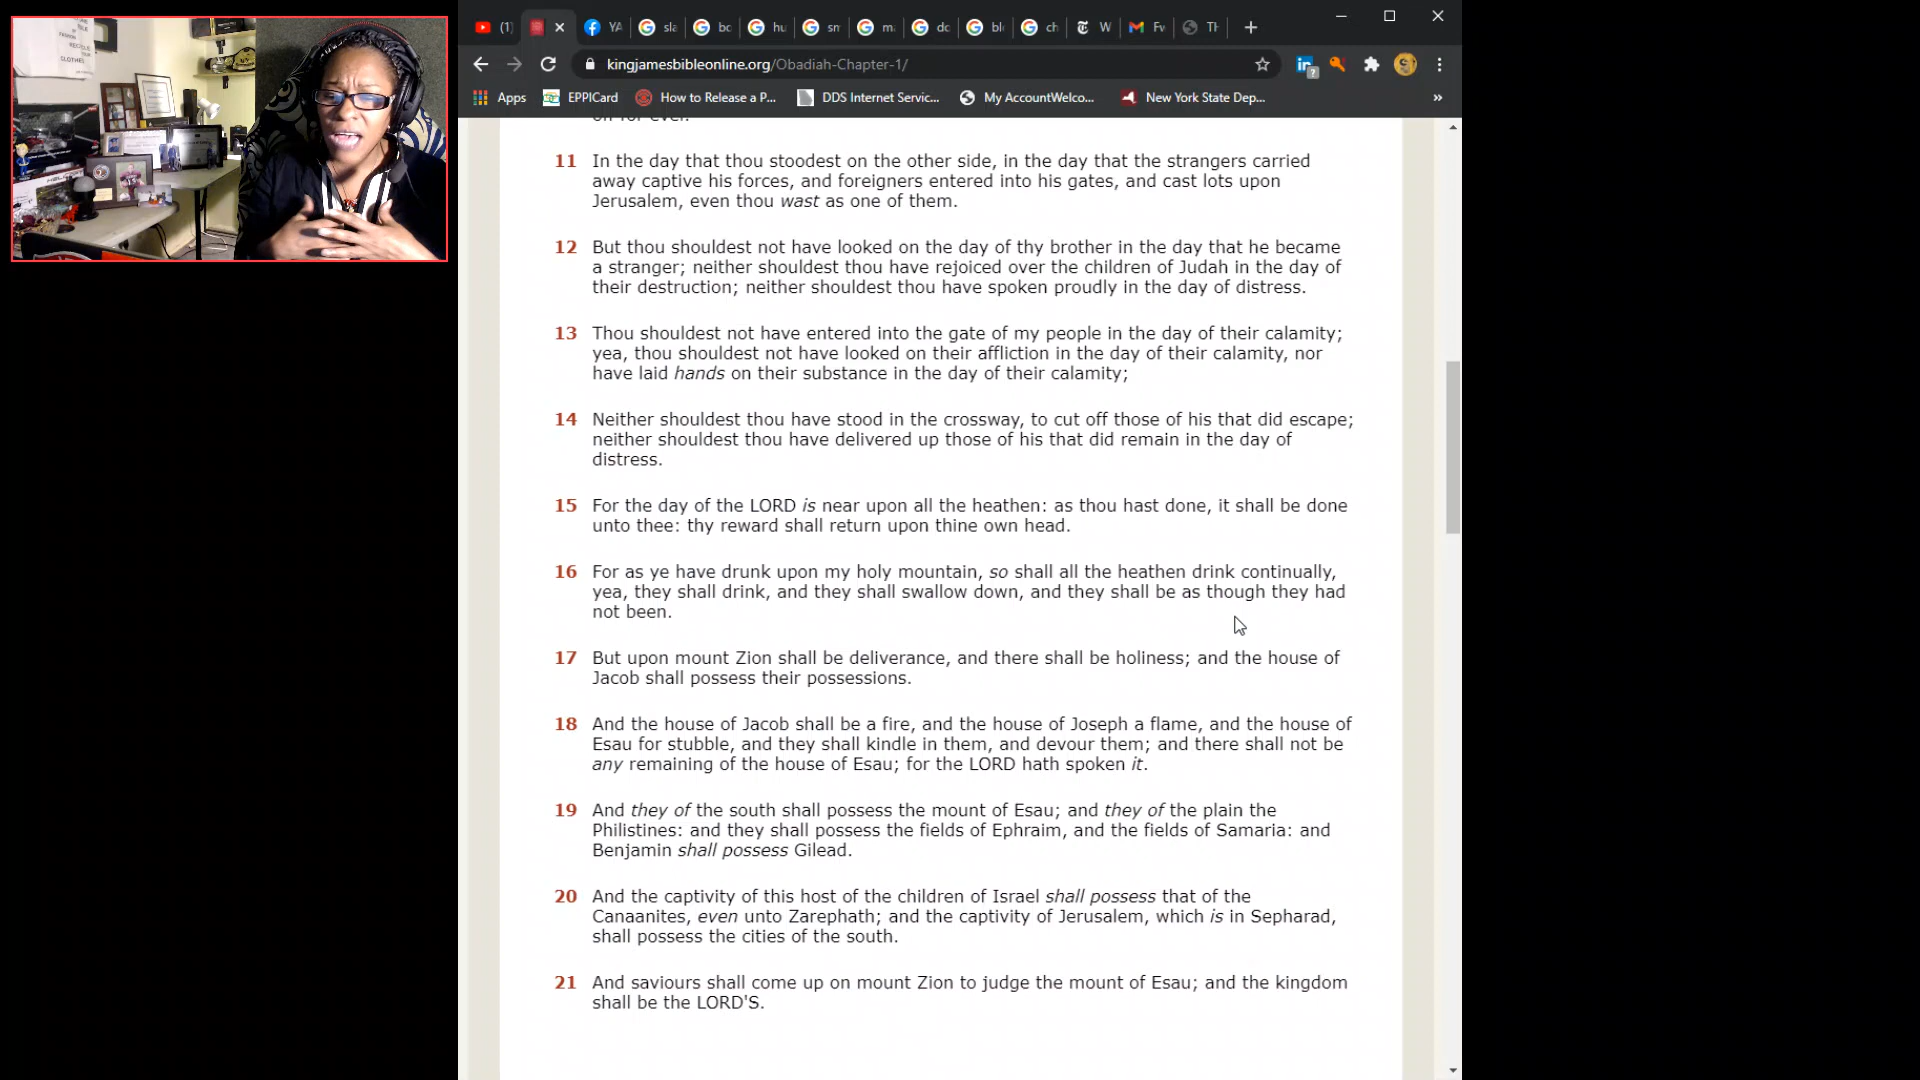 RECYCLE
CLOTHES
(1)
YA
sla
bc
hu
sn
m
dc
bl
ch
W
Fv
Th
kingjamesbibleonline.org/Obadiah-Chapter-1/
Apps
EPPICard
How to Release a P...
DDS Internet Servic...
My AccountWelco...
New York State Dep...
»
off for ever.
11 In the day that thou stoodest on the other side, in the day that the strangers carried
away captive his forces, and foreigners entered into his gates, and cast lots upon
Jerusalem, even thou wast as one of them.
12 But thou shouldest not have looked on the day of thy brother in the day that he became
a stranger; neither shouldest thou have rejoiced over the children of Judah in the day of
their destruction; neither shouldest thou have spoken proudly in the day of distress.
13 Thou shouldest not have entered into the gate of my people in the day of their calamity;
yea, thou shouldest not have looked on their affliction in the day of their calamity, nor
have laid hands on their substance in the day of their calamity;
14 Neither shouldest thou have stood in the crossway, to cut off those of his that did escape;
neither shouldest thou have delivered up those of his that did remain in the day of
distress.
15 For the day of the LORD is near upon all the heathen: as thou hast done, it shall be done
unto thee: thy reward shall return upon thine own head.
16 For as ye have drunk upon my holy mountain, so shall all the heathen drink continually,
yea, they shall drink, and they shall swallow down, and they shall be as though they had
not been.
17 But upon mount Zion shall be deliverance, and there shall be holiness; and the house of
Jacob shall possess their possessions.
18 And the house of Jacob shall be a fire, and the house of Joseph a flame, and the house of
Esau for stubble, and they shall kindle in them, and devour them; and there shall not be
any remaining of the house of Esau; for the LORD hath spoken it.
19 And they of the south shall possess the mount of Esau; and they of the plain the
Philistines: and they shall possess the fields of Ephraim, and the fields of Samaria: and
Benjamin shall possess Gilead.
20 And the captivity of this host of the children of Israel shall possess that of the
Canaanites, even unto Zarephath; and the captivity of Jerusalem, which is in Sepharad,
shall possess the cities of the south.
21 And saviours shall come up on mount Zion to judge the mount of Esau; and the kingdom
shall be the LORD'S.